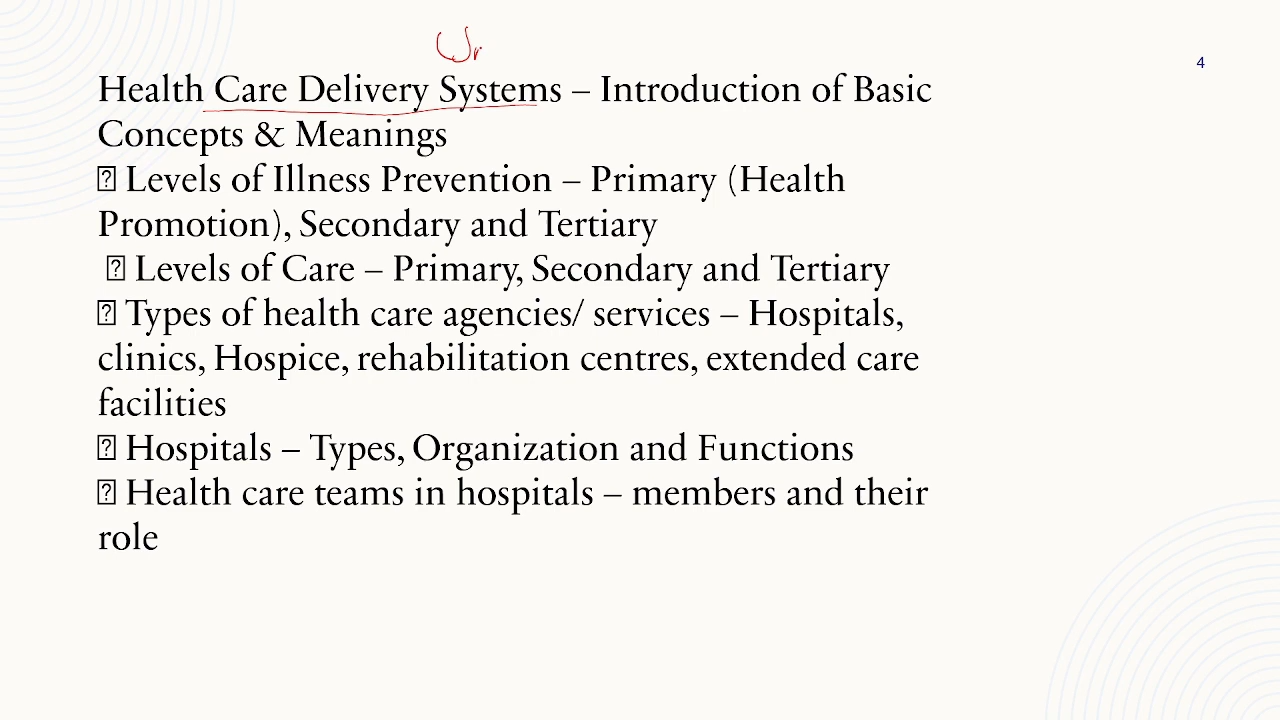 4
Health Care Delivery Systems – Introduction of Basic
Concepts & Meanings
⍰ Levels of Illness Prevention – Primary (Health
Promotion), Secondary and Tertiary
⍰ Levels of Care – Primary, Secondary and Tertiary
⍰ Types of health care agencies/ services – Hospitals,
clinics, Hospice, rehabilitation centres, extended care
facilities
⍰ Hospitals – Types, Organization and Functions
⍰ Health care teams in hospitals – members and their
role